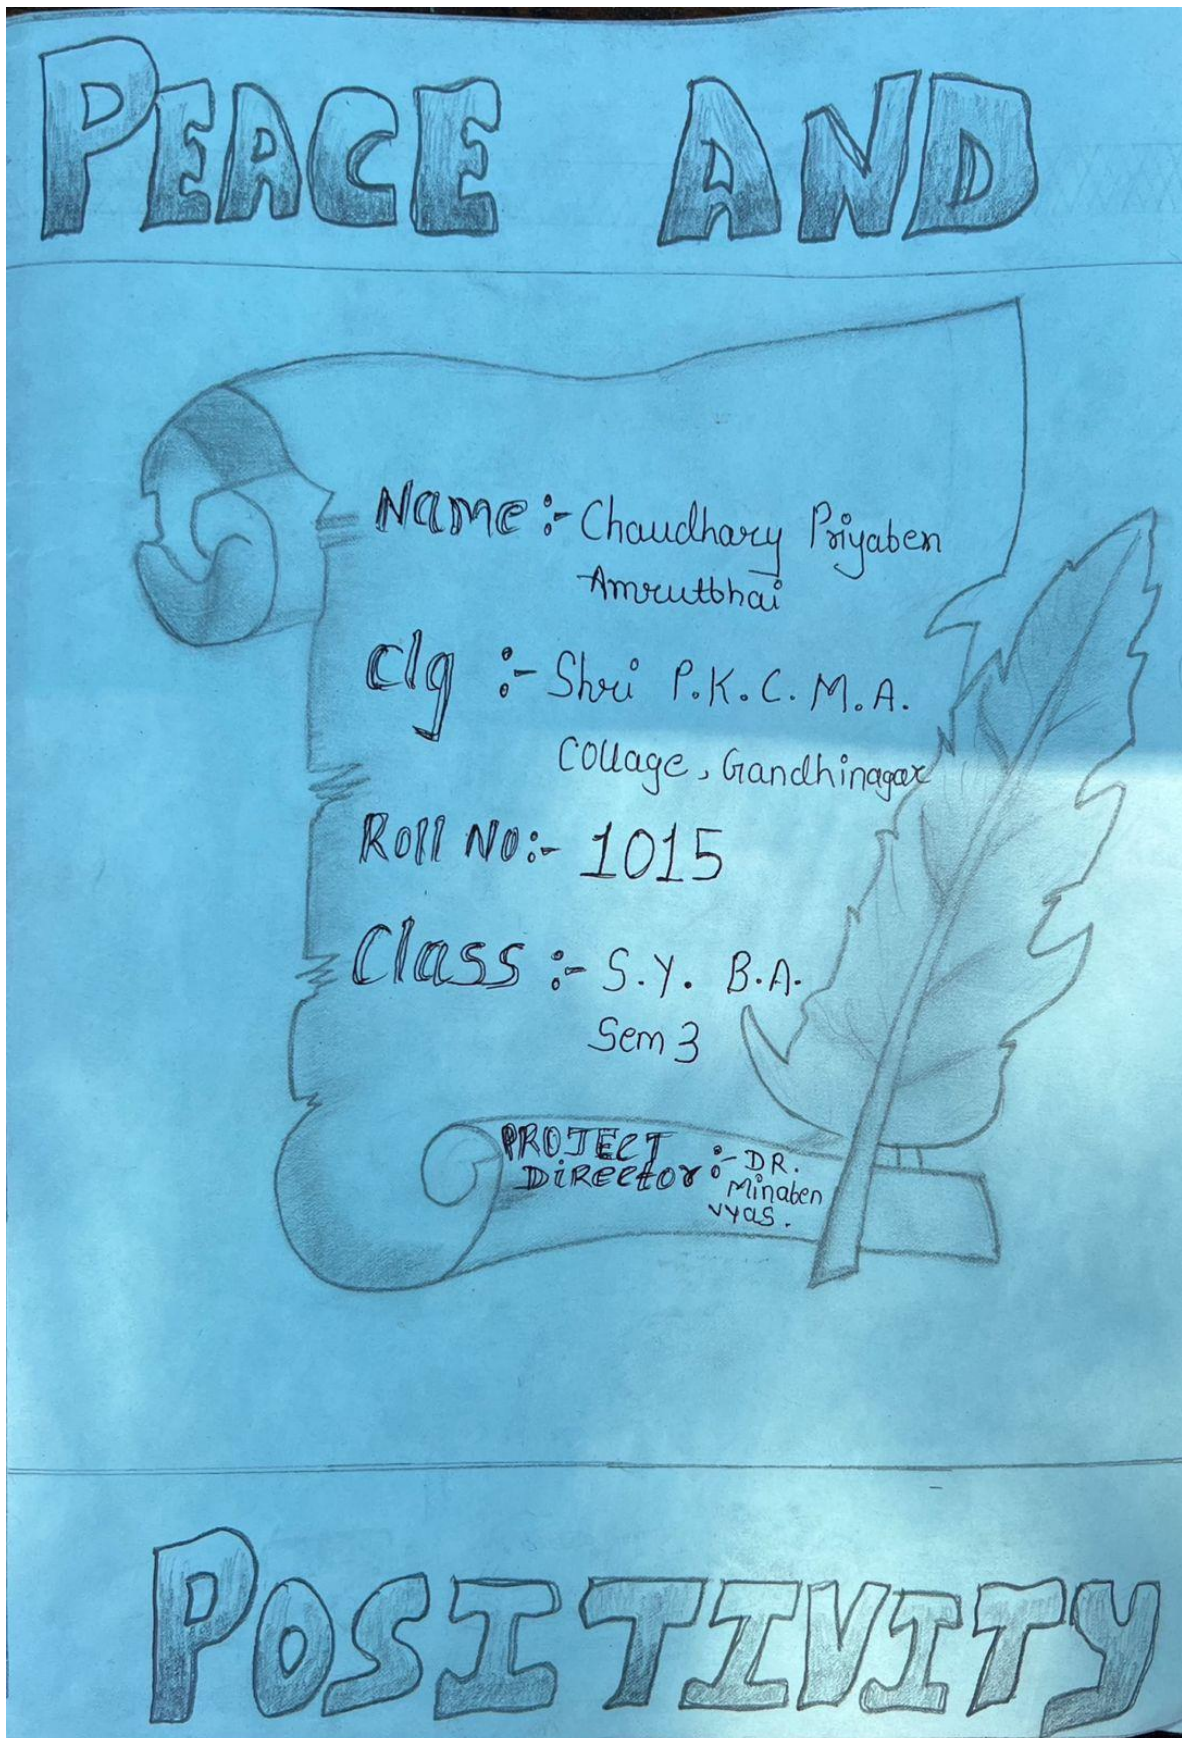 PEACE AND
Name :- Chaudhary Priyaben
Amrutbhai
Clg :- Shri P.K.C.M.A.
Collage, Gandhinagar
Roll No:- 1015
Class :- S.Y. B.A.
Sem 3
PROJECT
DiRECtOr :- DR.
Minaben
vyas.
POSITIVITY